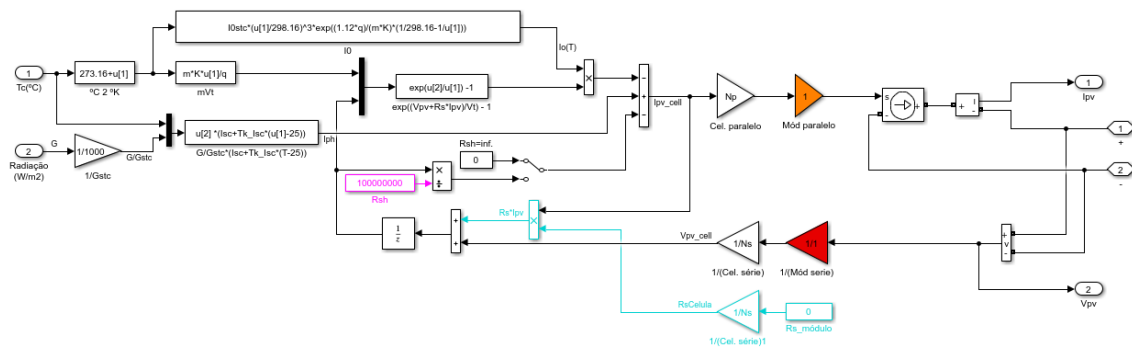 I0stc*(u[1]/298.16)^3*exp((1.12*q)/(m*K)*(1/298.16-1/u[1]))
I0
Io(T)
1
Tc(ºC)
273.16+u[1]
ºC 2 ºK
m*K*u[1]/q
mVt
exp(u[2]/u[1]) -1
exp((Vpv+Rs*Ipv)/Vt) - 1
×
-
+
-
Ipv_cell
Np
Cel. paralelo
1
Mód paralelo
s
-
+
+
I
-
1
Ipv
1
+
2
-
G
2
Radiação
(W/m2)
1/1000
1/Gstc
G/Gstc
u[2] *(Isc+Tk_Isc*(u[1]-25))
G/Gstc*(Isc+Tk_Isc*(T-25))
Iph
Rsh=inf.
0
×
÷
100000000
Rsh
Rs*Ipv
×
+
+
1
z
Vpv_cell
1/Ns
1/(Cel. série)
1/1
1/(Mód serie)
+
v
-
2
Vpv
RsCelula
1/Ns
1/(Cel. série)1
0
Rs_módulo